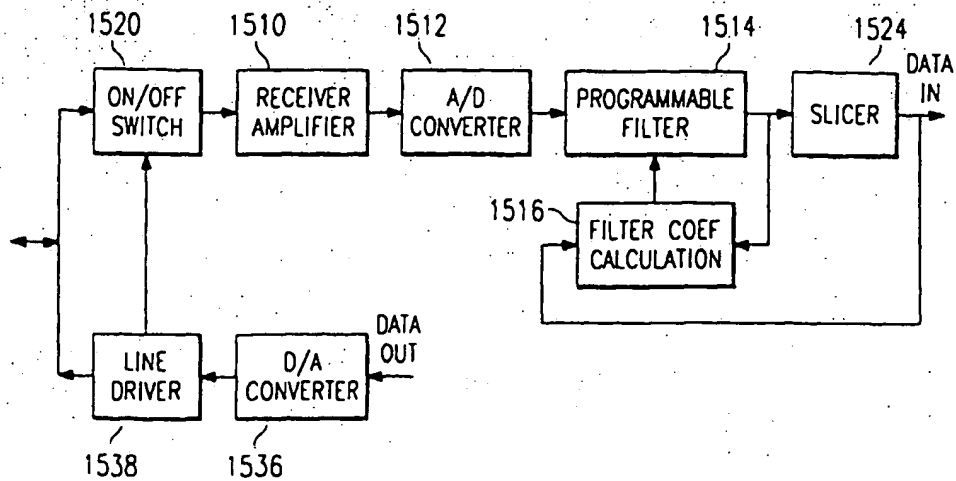 1520
1510
1512
1514
1524
ON/OFF
SWITCH
RECEIVER
AMPLIFIER
A/D
CONVERTER
PROGRAMMABLE
FILTER
SLICER
DATA
IN
1516
FILTER COEF
CALCULATION
LINE
DRIVER
D/A
CONVERTER
DATA
OUT
1538
1536